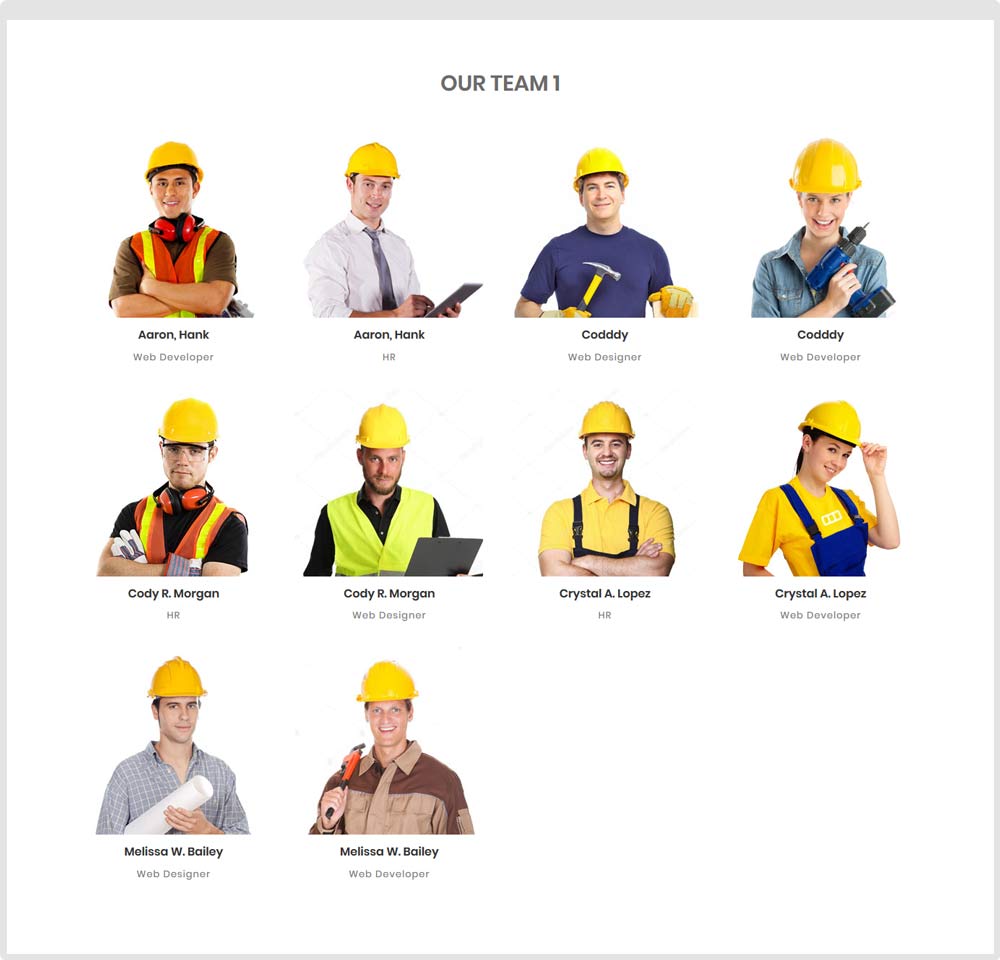 OUR TEAM 1
Aaron, Hank
Web Developer
Aaron, Hank
HR
Codddy
Web Designer
Codddy
Web Developer
Cody R. Morgan
HR
Cody R. Morgan
Web Designer
Crystal A. Lopez
HR
Crystal A. Lopez
Web Developer
Melissa W. Bailey
Web Designer
Melissa W. Bailey
Web Developer